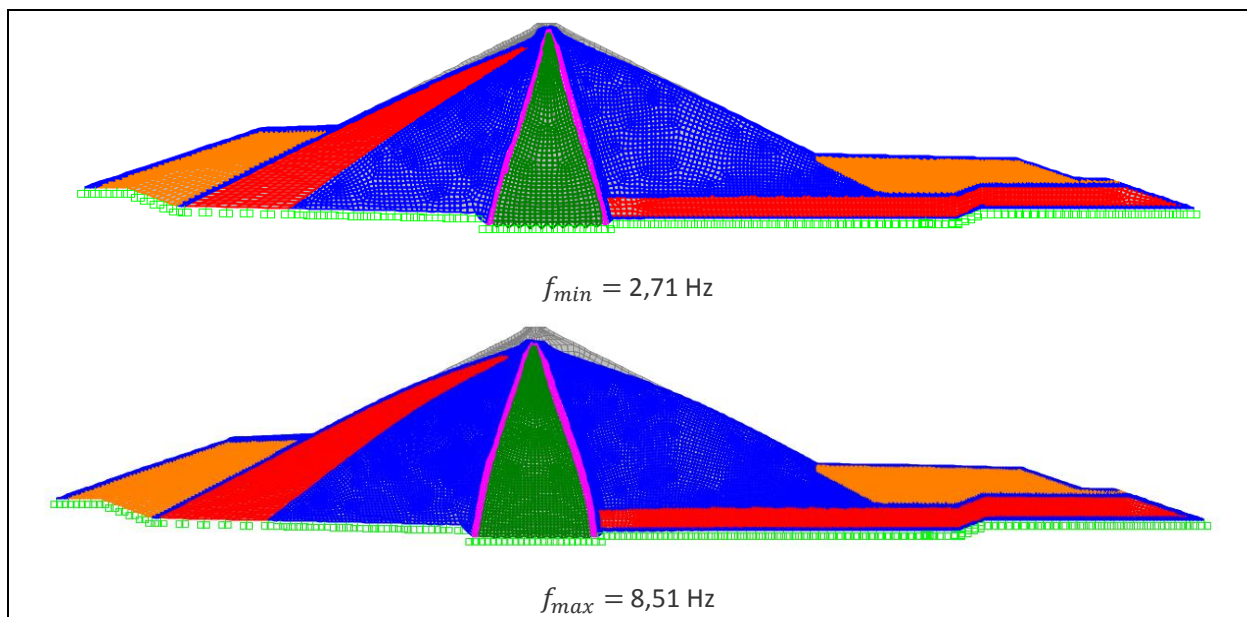 f_min = 2,71 Hz
f_max = 8,51 Hz